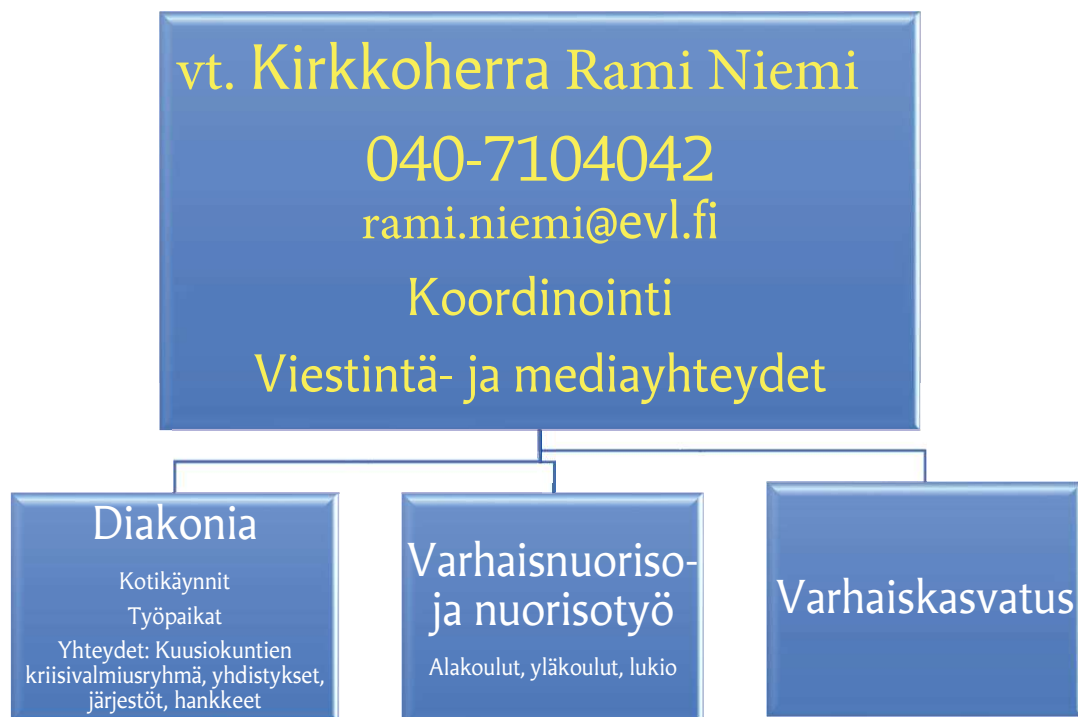 vt. Kirkkoherra Rami Niemi
040-7104042
rami.niemi@evl.fi
Koordinointi
Viestintä- ja mediayhteydet
Diakonia
Kotikäynnit
Työpaikat
Yhteydet: Kuusiokuntien
kriisivalmiusryhmä, yhdistykset,
järjestöt, hankkeet
Varhaisnuoriso-
ja nuorisotyö
Alakoulut, yläkoulut, lukio
Varhaiskasvatus